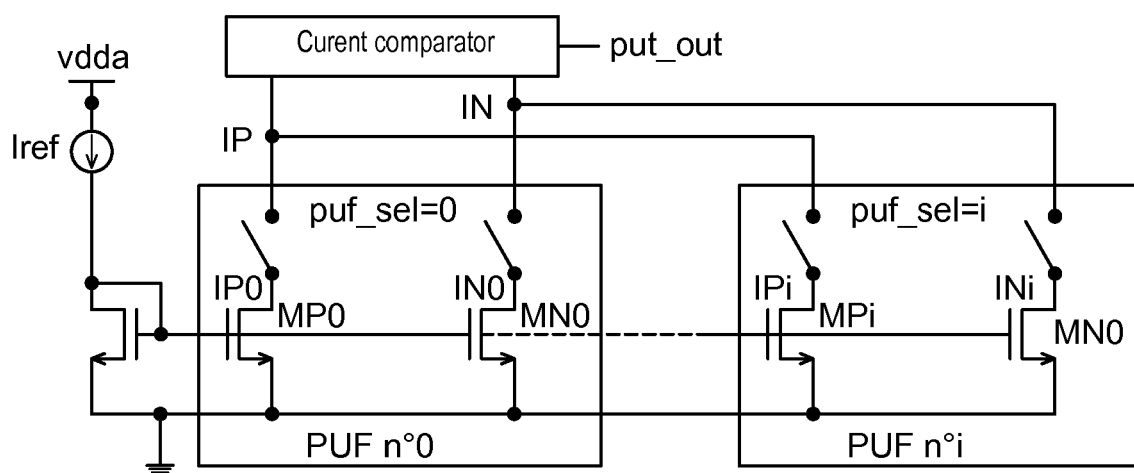 Curent comparator
put_out
vdda
IN
IP
Iref
puf_sel=0
puf_sel=i
IP0
IN0
IPi
INi
MP0
MN0
MPi
MN0
PUF n°0
PUF n°i